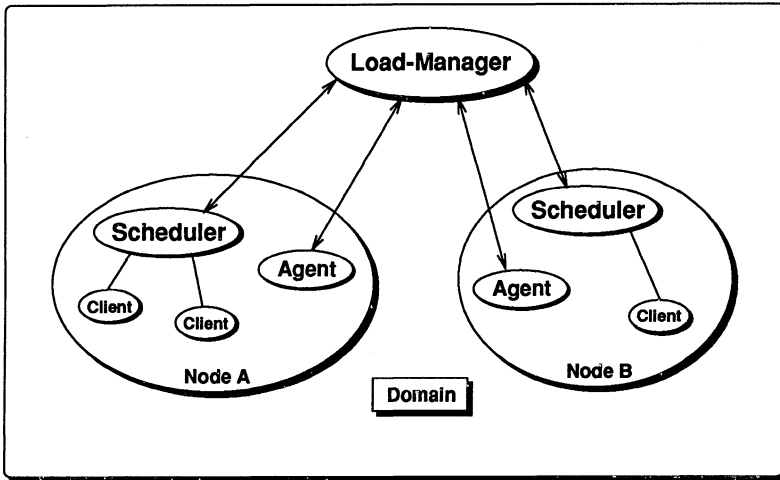 Load-Manager
Scheduler
Agent
Client
Client
Node A
Scheduler
Agent
Client
Node B
Domain